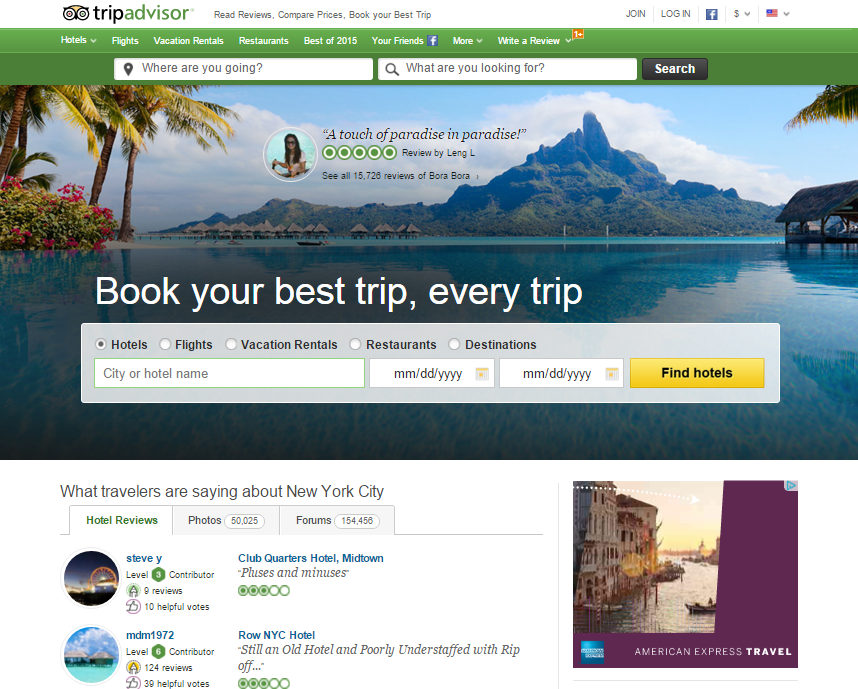 tripadvisor® Read Reviews, Compare Prices, Book your Best Trip JOIN LOG IN f $
Hotels Flights Vacation Rentals Restaurants Best of 2015 Your Friends f More Write a Review 1+
Where are you going? What are you looking for? Search
“A touch of paradise in paradise!”
Review by Leng L
See all 15,726 reviews of Bora Bora ›
Book your best trip, every trip
Hotels Flights Vacation Rentals Restaurants Destinations
City or hotel name mm/dd/yyyy mm/dd/yyyy Find hotels
What travelers are saying about New York City
Hotel Reviews Photos 50,025 Forums 154,456
steve y
Level 3 Contributor
9 reviews
10 helpful votes
Club Quarters Hotel, Midtown
“Pluses and minuses”
mdm1972
Level 6 Contributor
124 reviews
39 helpful votes
Row NYC Hotel
“Still an Old Hotel and Poorly Understaffed with Rip
off...”
AMERICAN EXPRESS
AMERICAN EXPRESS TRAVEL